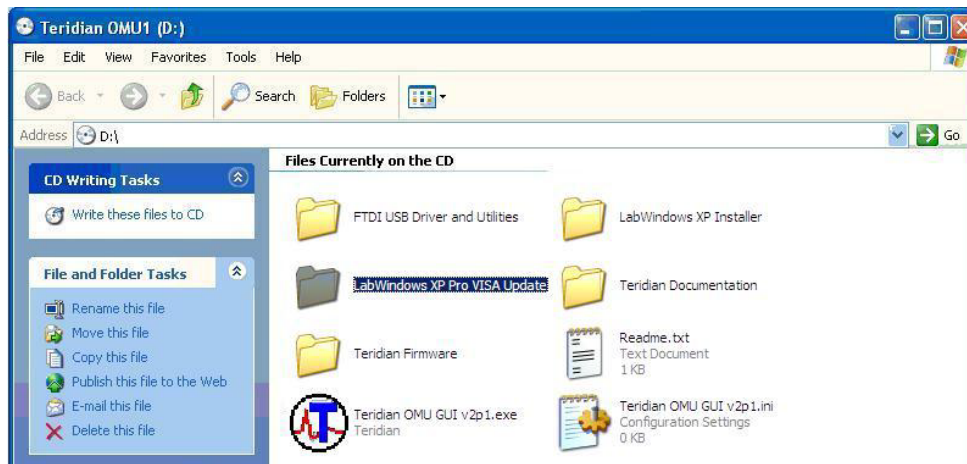 Teridian OMU1 (D:)
File Edit View Favorites Tools Help
Back Search Folders
Address D:\ Go
Files Currently on the CD
CD Writing Tasks
Write these files to CD
FTDI USB Driver and Utilities
LabWindows XP Installer
File and Folder Tasks
Rename this file
Move this file
Copy this file
Publish this file to the Web
E-mail this file
Delete this file
LabWindows XP Pro VISA Update
Teridian Documentation
Teridian Firmware
Readme.txt
Text Document
1 KB
Teridian OMU GUI v2p1.exe
Teridian
Teridian OMU GUI v2p1.ini
Configuration Settings
0 KB